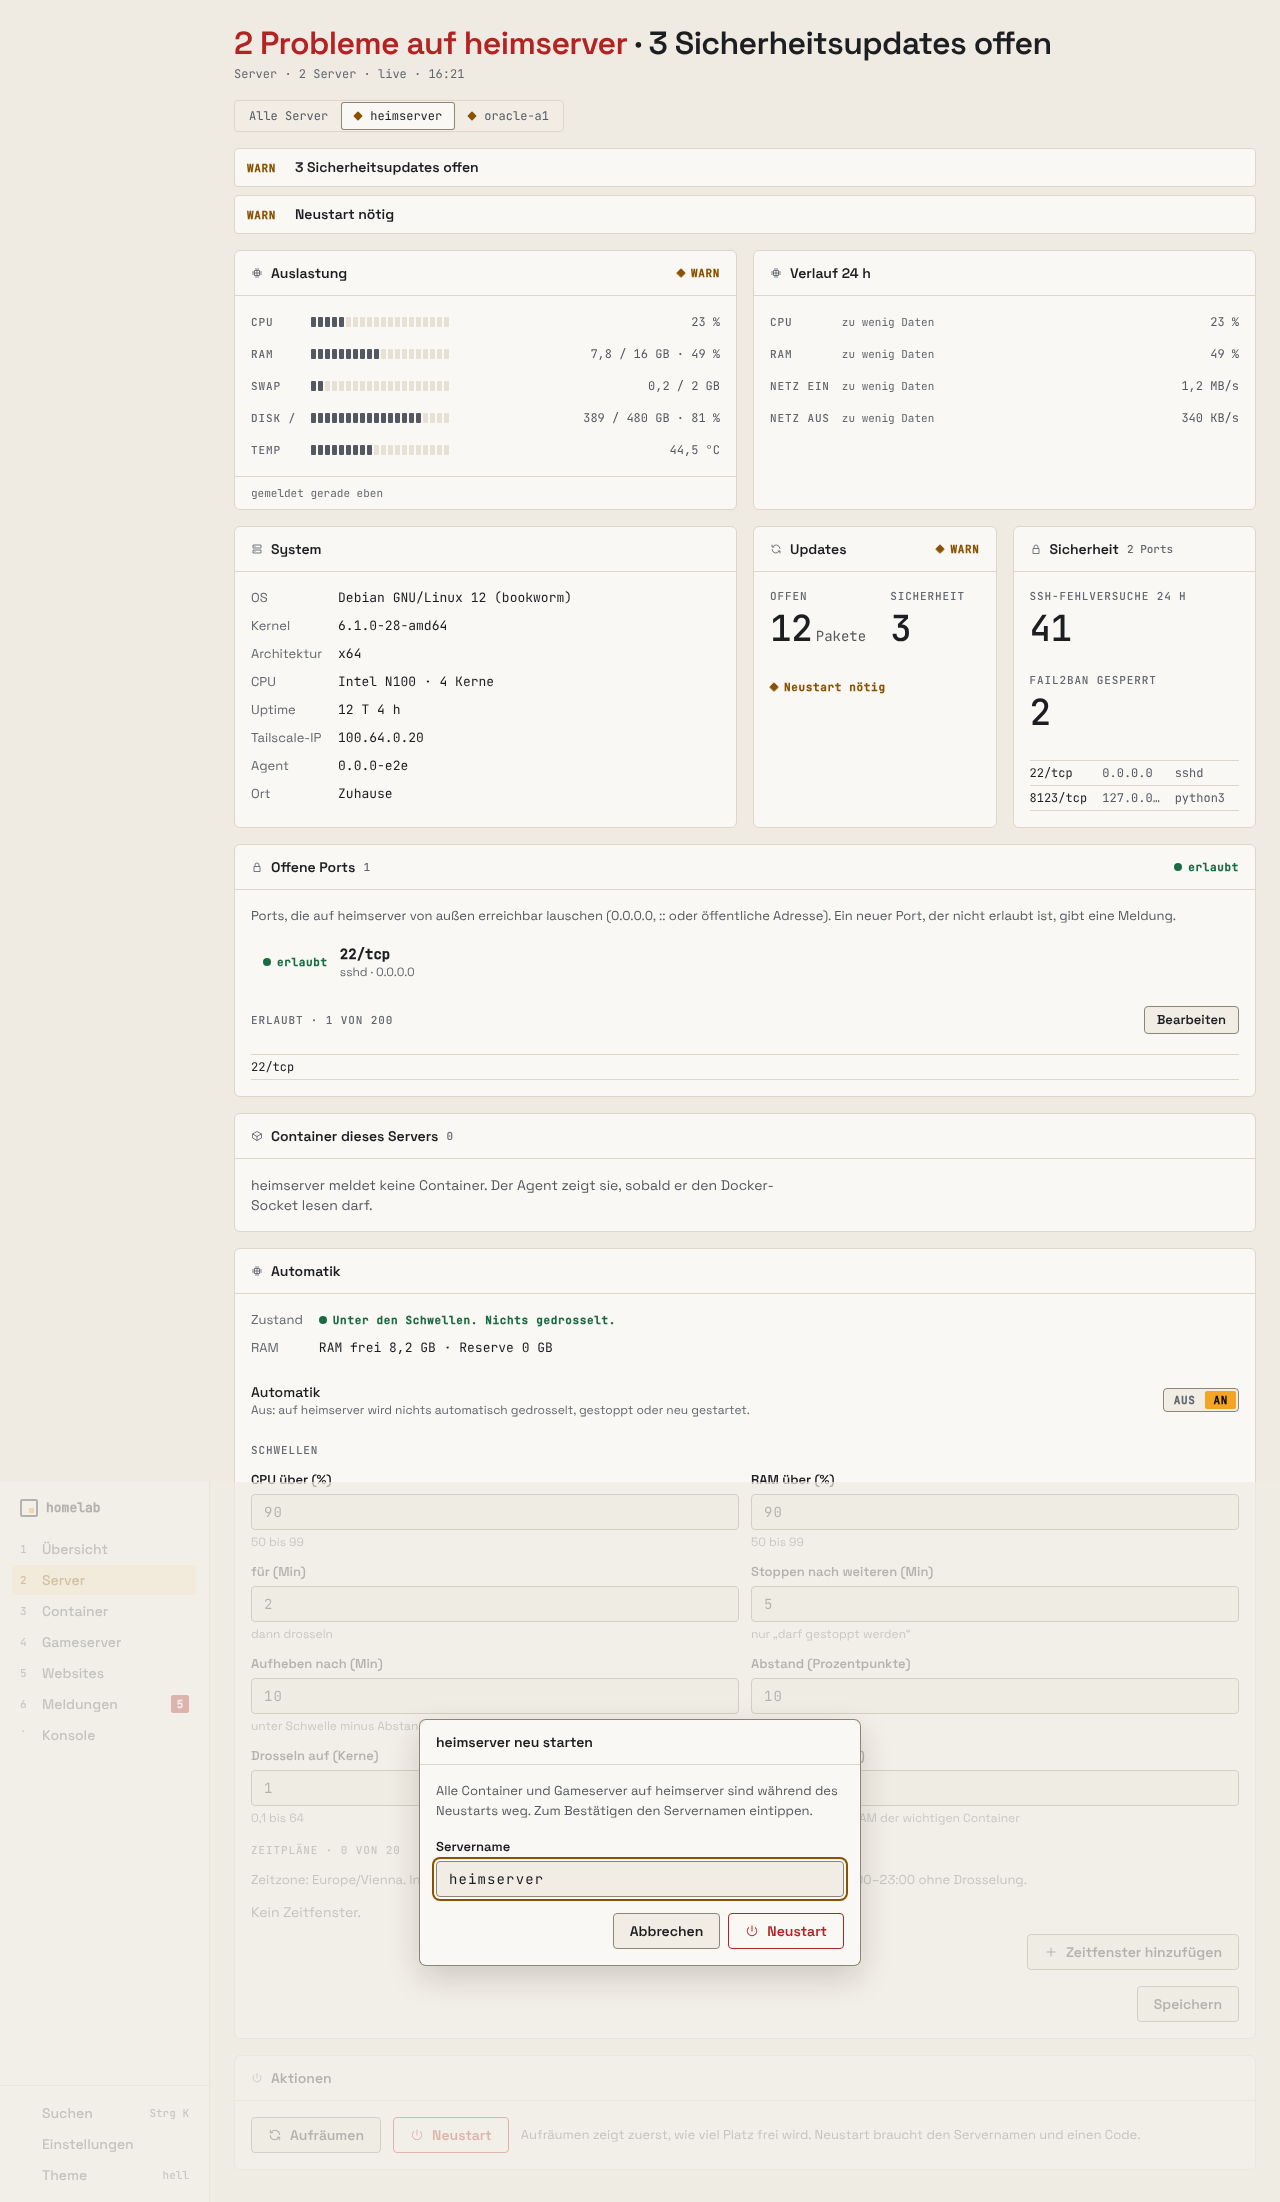 2 Probleme auf heimserver · 3 Sicherheitsupdates offen
Server · 2 Server · live · 16:21
Alle Server
heimserver
oracle-a1
WARN 3 Sicherheitsupdates offen
WARN Neustart nötig
Auslastung
WARN
CPU 23 %
RAM 7,8 / 16 GB · 49 %
SWAP 0,2 / 2 GB
DISK / 389 / 480 GB · 81 %
TEMP 44,5 °C
gemeldet gerade eben
Verlauf 24 h
CPU zu wenig Daten 23 %
RAM zu wenig Daten 49 %
NETZ EIN zu wenig Daten 1,2 MB/s
NETZ AUS zu wenig Daten 340 KB/s
System
OS Debian GNU/Linux 12 (bookworm)
Kernel 6.1.0-28-amd64
Architektur x64
CPU Intel N100 · 4 Kerne
Uptime 12 T 4 h
Tailscale-IP 100.64.0.20
Agent 0.0.0-e2e
Ort Zuhause
Updates
WARN
OFFEN
12 Pakete
SICHERHEIT
3
Neustart nötig
Sicherheit 2 Ports
SSH-FEHLVERSUCHE 24 H
41
FAIL2BAN GESPERRT
2
22/tcp 0.0.0.0 sshd
8123/tcp 127.0.0… python3
Offene Ports 1
erlaubt
Ports, die auf heimserver von außen erreichbar lauschen (0.0.0.0, :: oder öffentliche Adresse). Ein neuer Port, der nicht erlaubt ist, gibt eine Meldung.
erlaubt
22/tcp
sshd · 0.0.0.0
ERLAUBT · 1 VON 200
Bearbeiten
22/tcp
Container dieses Servers 0
heimserver meldet keine Container. Der Agent zeigt sie, sobald er den Docker-
Socket lesen darf.
Automatik
Zustand Unter den Schwellen. Nichts gedrosselt.
RAM RAM frei 8,2 GB · Reserve 0 GB
Automatik
Aus: auf heimserver wird nichts automatisch gedrosselt, gestoppt oder neu gestartet.
AUS AN
SCHWELLEN
CPU über (%)
90
50 bis 99
RAM über (%)
90
50 bis 99
für (Min)
2
dann drosseln
Stoppen nach weiteren (Min)
5
nur „darf gestoppt werden“
Aufheben nach (Min)
10
unter Schwelle minus Abstan
Abstand (Prozentpunkte)
10
Drosseln auf (Kerne)
1
0,1 bis 64
)
AM der wichtigen Container
ZEITPLÄNE · 0 VON 20
Zeitzone: Europe/Vienna. In
0–23:00 ohne Drosselung.
Kein Zeitfenster.
Zeitfenster hinzufügen
Speichern
heimserver neu starten
Alle Container und Gameserver auf heimserver sind während des
Neustarts weg. Zum Bestätigen den Servernamen eintippen.
Servername
heimserver
Abbrechen
Neustart
Aktionen
Aufräumen
Neustart
Aufräumen zeigt zuerst, wie viel Platz frei wird. Neustart braucht den Servernamen und einen Code.
homelab
1 Übersicht
2 Server
3 Container
4 Gameserver
5 Websites
6 Meldungen 5
` Konsole
Suchen Strg K
Einstellungen
Theme hell